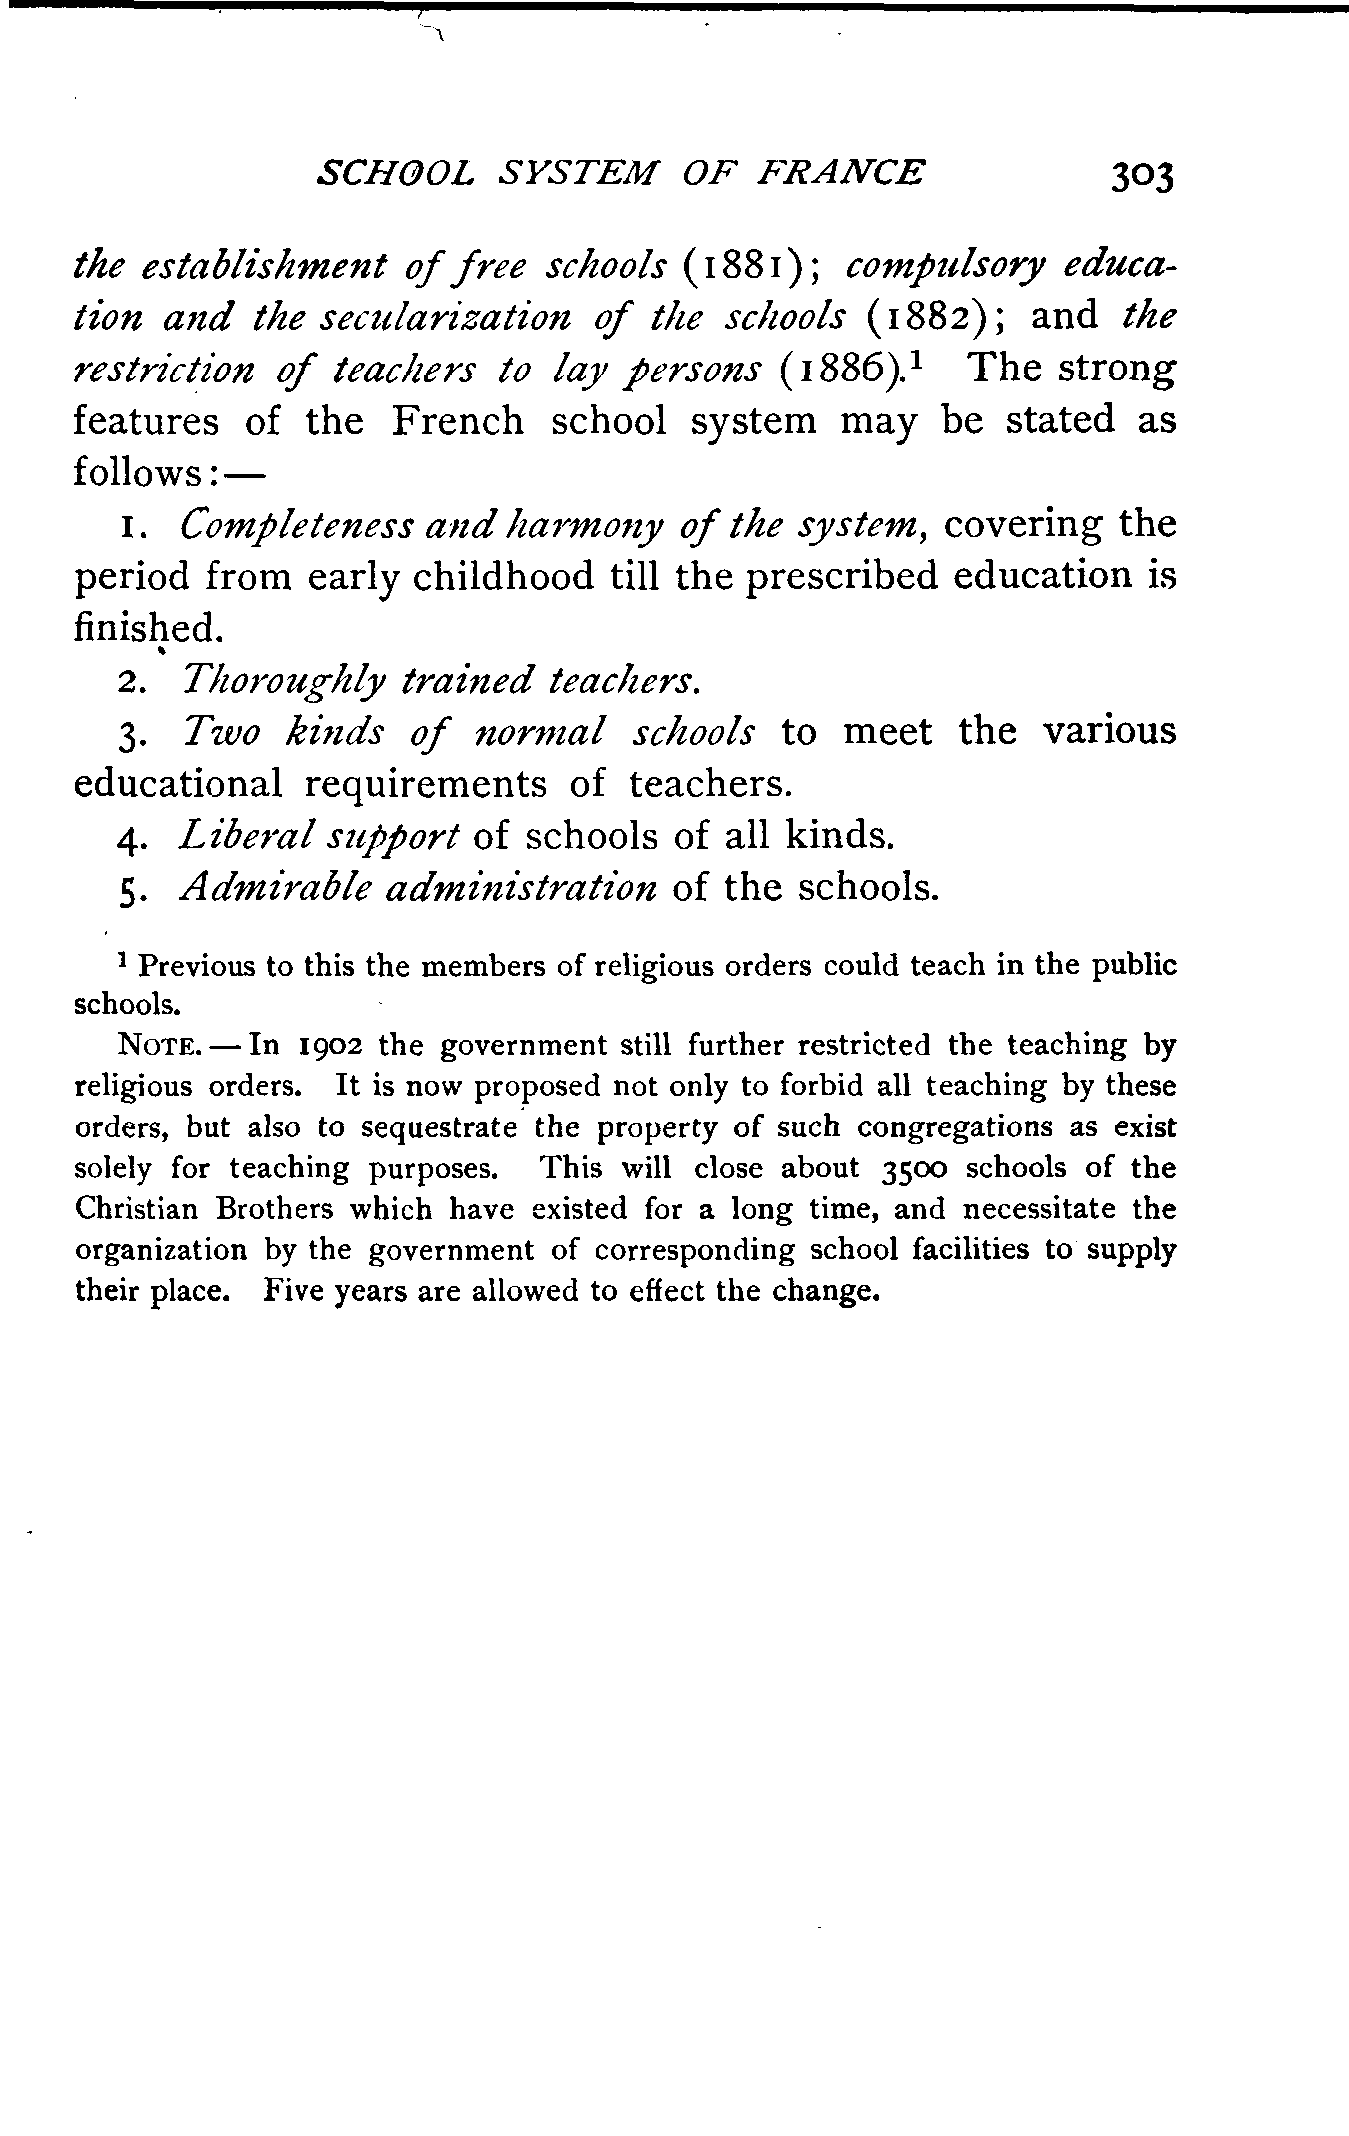 SCHOOL SYSTEM OF FRANCE 303
the establishment of free schools (1881); compulsory educa-
tion and the secularization of the schools (1882); and the
restriction of teachers to lay persons (1886).¹ The strong
features of the French school system may be stated as
follows:—
1. Completeness and harmony of the system, covering the
period from early childhood till the prescribed education is
finished.
2. Thoroughly trained teachers.
3. Two kinds of normal schools to meet the various
educational requirements of teachers.
4. Liberal support of schools of all kinds.
5. Admirable administration of the schools.
¹ Previous to this the members of religious orders could teach in the public
schools.
NOTE.—In 1902 the government still further restricted the teaching by
religious orders. It is now proposed not only to forbid all teaching by these
orders, but also to sequestrate the property of such congregations as exist
solely for teaching purposes. This will close about 3500 schools of the
Christian Brothers which have existed for a long time, and necessitate the
organization by the government of corresponding school facilities to supply
their place. Five years are allowed to effect the change.